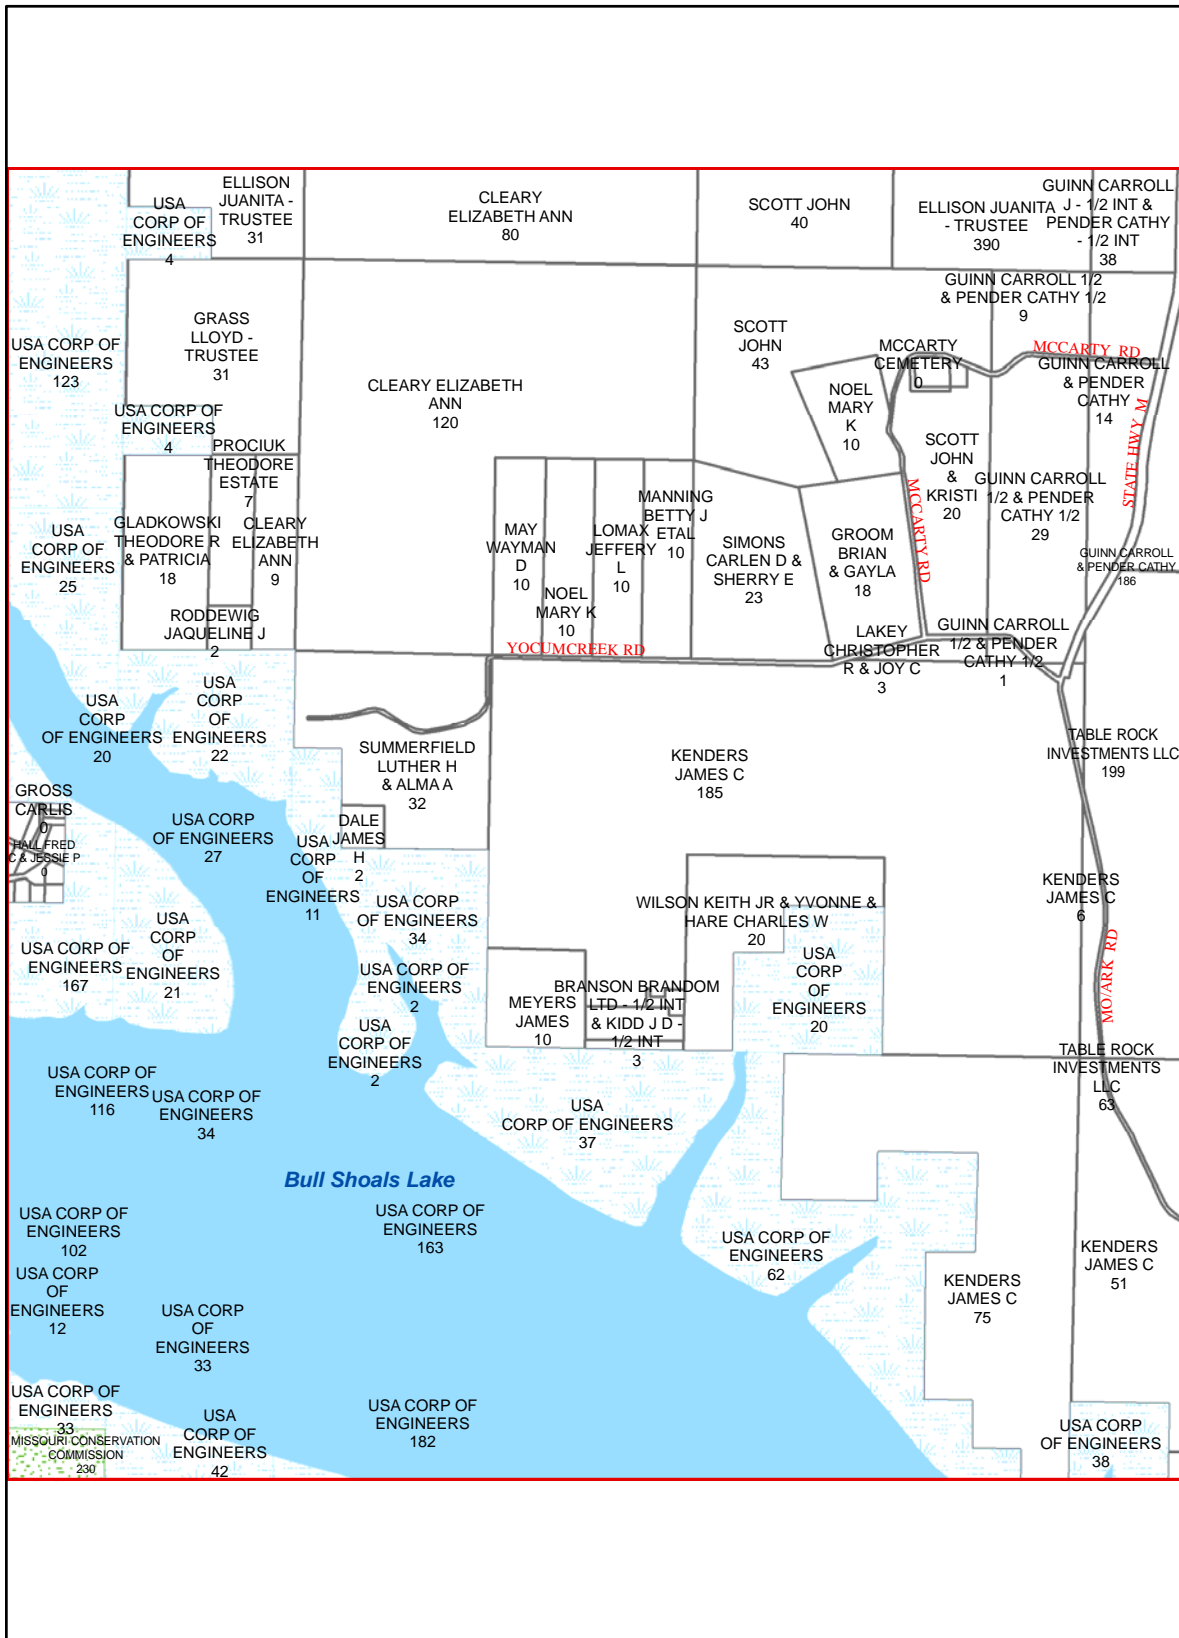 USA
CORP OF
ENGINEERS
4
ELLISON
JUANITA -
TRUSTEE
31
CLEARY
ELIZABETH ANN
80
SCOTT JOHN
40
ELLISON JUANITA
- TRUSTEE
390
GUINN CARROLL
J - 1/2 INT &
PENDER CATHY
- 1/2 INT
38
GUINN CARROLL 1/2
& PENDER CATHY 1/2
9
USA CORP OF
ENGINEERS
123
GRASS
LLOYD -
TRUSTEE
31
CLEARY ELIZABETH
ANN
120
SCOTT
JOHN
43
MCCARTY
CEMETERY
0
MCCARTY RD
GUINN CARROLL
& PENDER
CATHY
14
NOEL
MARY
K
10
STATE HWY M
USA CORP OF
ENGINEERS
4
PROCIUK
THEODORE
ESTATE
7
SCOTT
JOHN
&
KRISTI
20
GUINN CARROLL
1/2 & PENDER
CATHY 1/2
29
MCCARTY RD
USA
CORP OF
ENGINEERS
25
GLADKOWSKI
THEODORE R
& PATRICIA
18
CLEARY
ELIZABETH
ANN
9
MAY
WAYMAN
D
10
NOEL
MARY K
10
LOMAX
JEFFERY
L
10
MANNING
BETTY J
ETAL
10
SIMONS
CARLEN D &
SHERRY E
23
GROOM
BRIAN
& GAYLA
18
GUINN CARROLL
& PENDER CATHY
186
RODDEWIG
JAQUELINE J
2
YOCUMCREEK RD
LAKEY
CHRISTOPHER
R & JOY C
3
GUINN CARROLL
1/2 & PENDER
CATHY 1/2
1
USA
CORP
OF ENGINEERS
20
USA
CORP
OF
ENGINEERS
22
SUMMERFIELD
LUTHER H
& ALMA A
32
KENDERS
JAMES C
185
TABLE ROCK
INVESTMENTS LLC
199
GROSS
CARLIS
0
HALL FRED
C & JESSIE P
0
USA CORP
OF ENGINEERS
27
USA
CORP
OF
ENGINEERS
11
DALE
JAMES
H
2
USA CORP
OF ENGINEERS
34
WILSON KEITH JR & YVONNE &
HARE CHARLES W
20
KENDERS
JAMES C
6
MO/ARK RD
USA CORP OF
ENGINEERS
167
USA
CORP
OF
ENGINEERS
21
USA CORP OF
ENGINEERS
2
MEYERS
JAMES
10
BRANSON BRANDOM
LTD - 1/2 INT
& KIDD J D -
1/2 INT
3
USA
CORP
OF
ENGINEERS
20
USA
CORP OF
ENGINEERS
2
USA CORP OF
ENGINEERS
116
USA CORP OF
ENGINEERS
34
USA
CORP OF ENGINEERS
37
TABLE ROCK
INVESTMENTS
LLC
63
Bull Shoals Lake
USA CORP OF
ENGINEERS
102
USA CORP OF
ENGINEERS
163
USA CORP OF
ENGINEERS
62
KENDERS
JAMES C
51
USA CORP
OF
ENGINEERS
12
USA CORP
OF
ENGINEERS
33
KENDERS
JAMES C
75
USA CORP OF
ENGINEERS
33
MISSOURI CONSERVATION
COMMISSION
230
USA
CORP OF
ENGINEERS
42
USA CORP OF
ENGINEERS
182
USA CORP
OF ENGINEERS
38